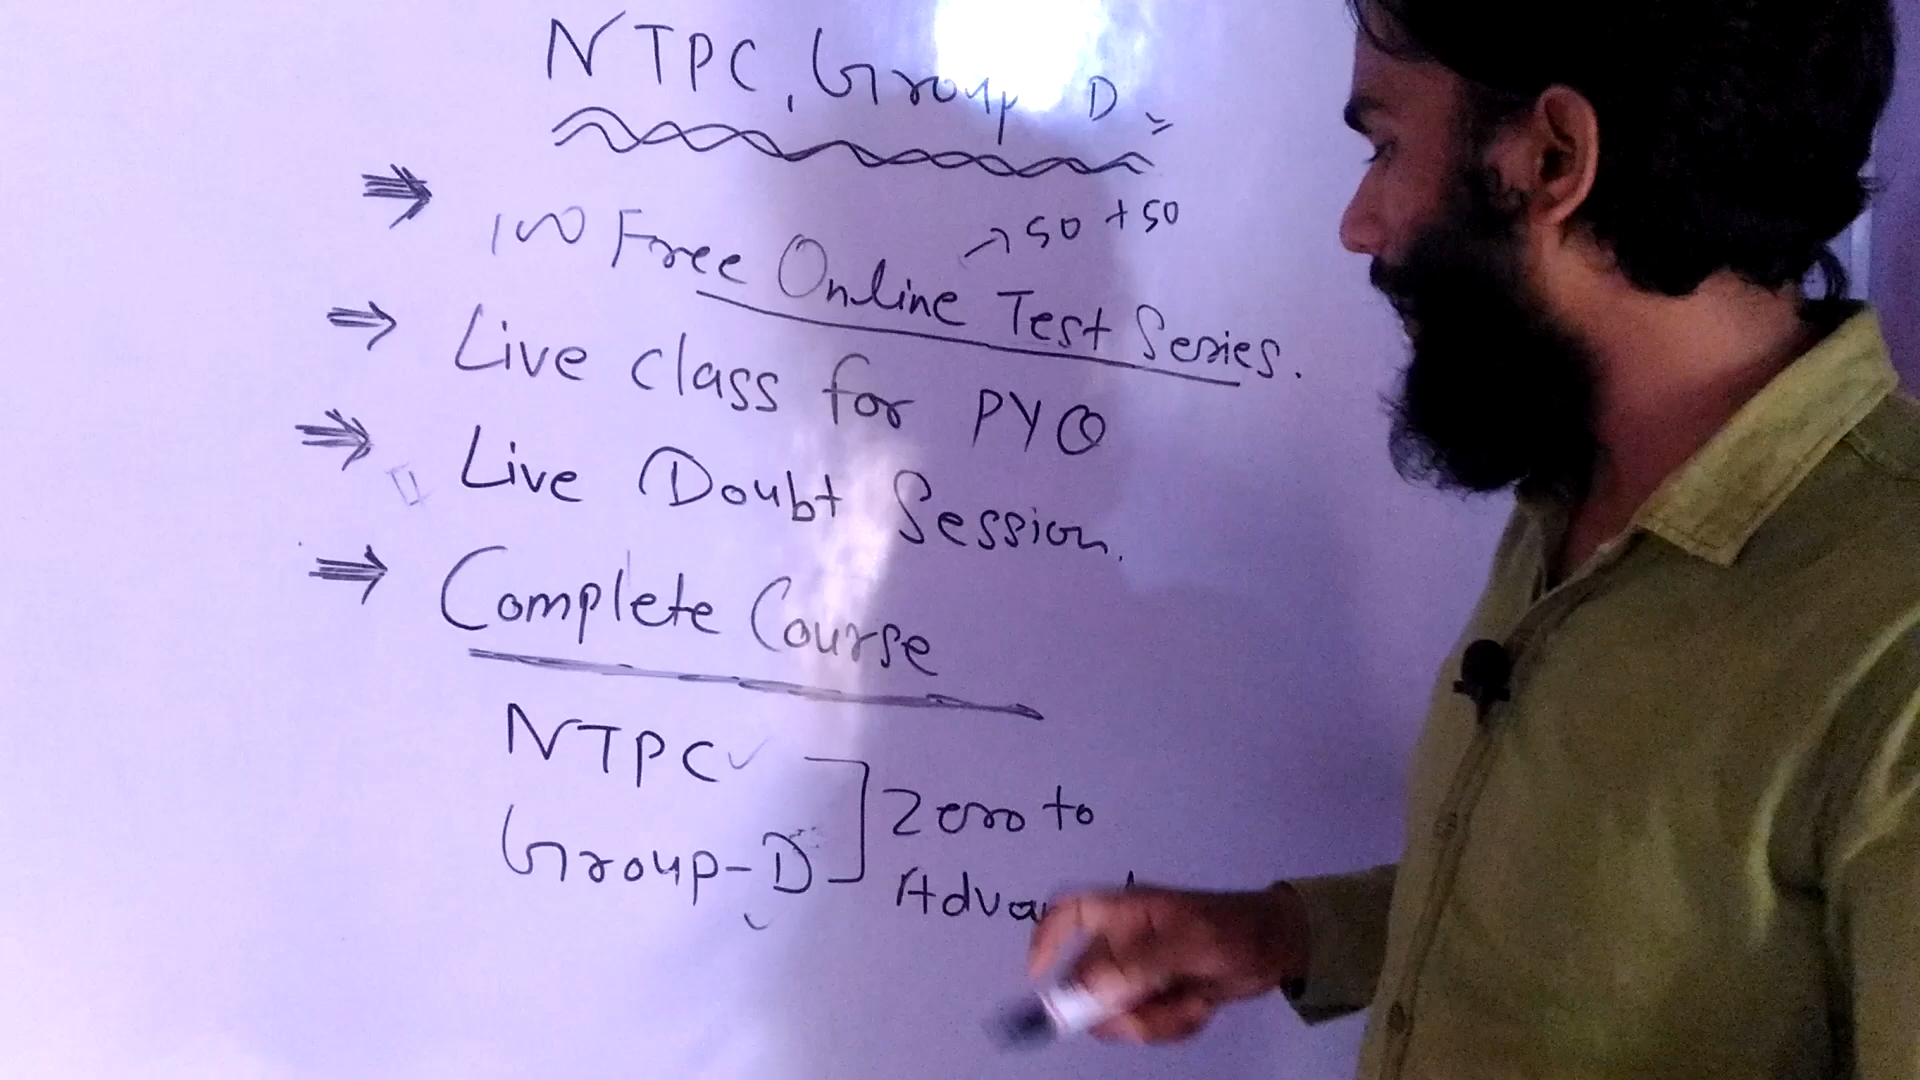 NTPC, Group D
⇒ 100 Free Online Test Series.
→ 50 + 50
⇒ Live class for PYQ
⇒ Live Doubt Session.
⇒ Complete Course
NTPC
Group-D
Zero to